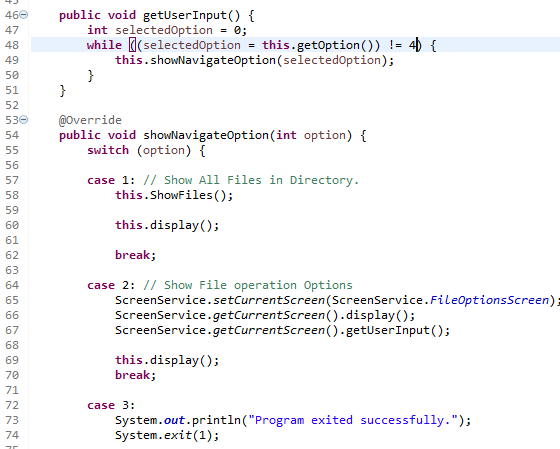 46 public void getUserInput() {
47 int selectedOption = 0;
48 while ((selectedOption = this.getOption()) != 4) {
49 this.showNavigateOption(selectedOption);
50 }
51 }
52
53 @Override
54 public void showNavigateOption(int option) {
55 switch (option) {
56
57 case 1: // Show All Files in Directory.
58 this.ShowFiles();
59
60 this.display();
61
62 break;
63
64 case 2: // Show File operation Options
65 ScreenService.setCurrentScreen(ScreenService.FileOptionsScreen);
66 ScreenService.getCurrentScreen().display();
67 ScreenService.getCurrentScreen().getUserInput();
68
69 this.display();
70 break;
71
72 case 3:
73 System.out.println("Program exited successfully.");
74 System.exit(1);